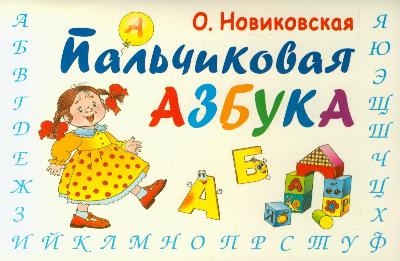 О. Новиковская
А
Пальчиковая
АЗБУКА
А
Б
В
Г
Д
Е
Ж
З
И Й К Л М Н О П Р С Т У Ф
Х
Ц
Ч
Ш
Щ
Э
Ю
Я
А Б